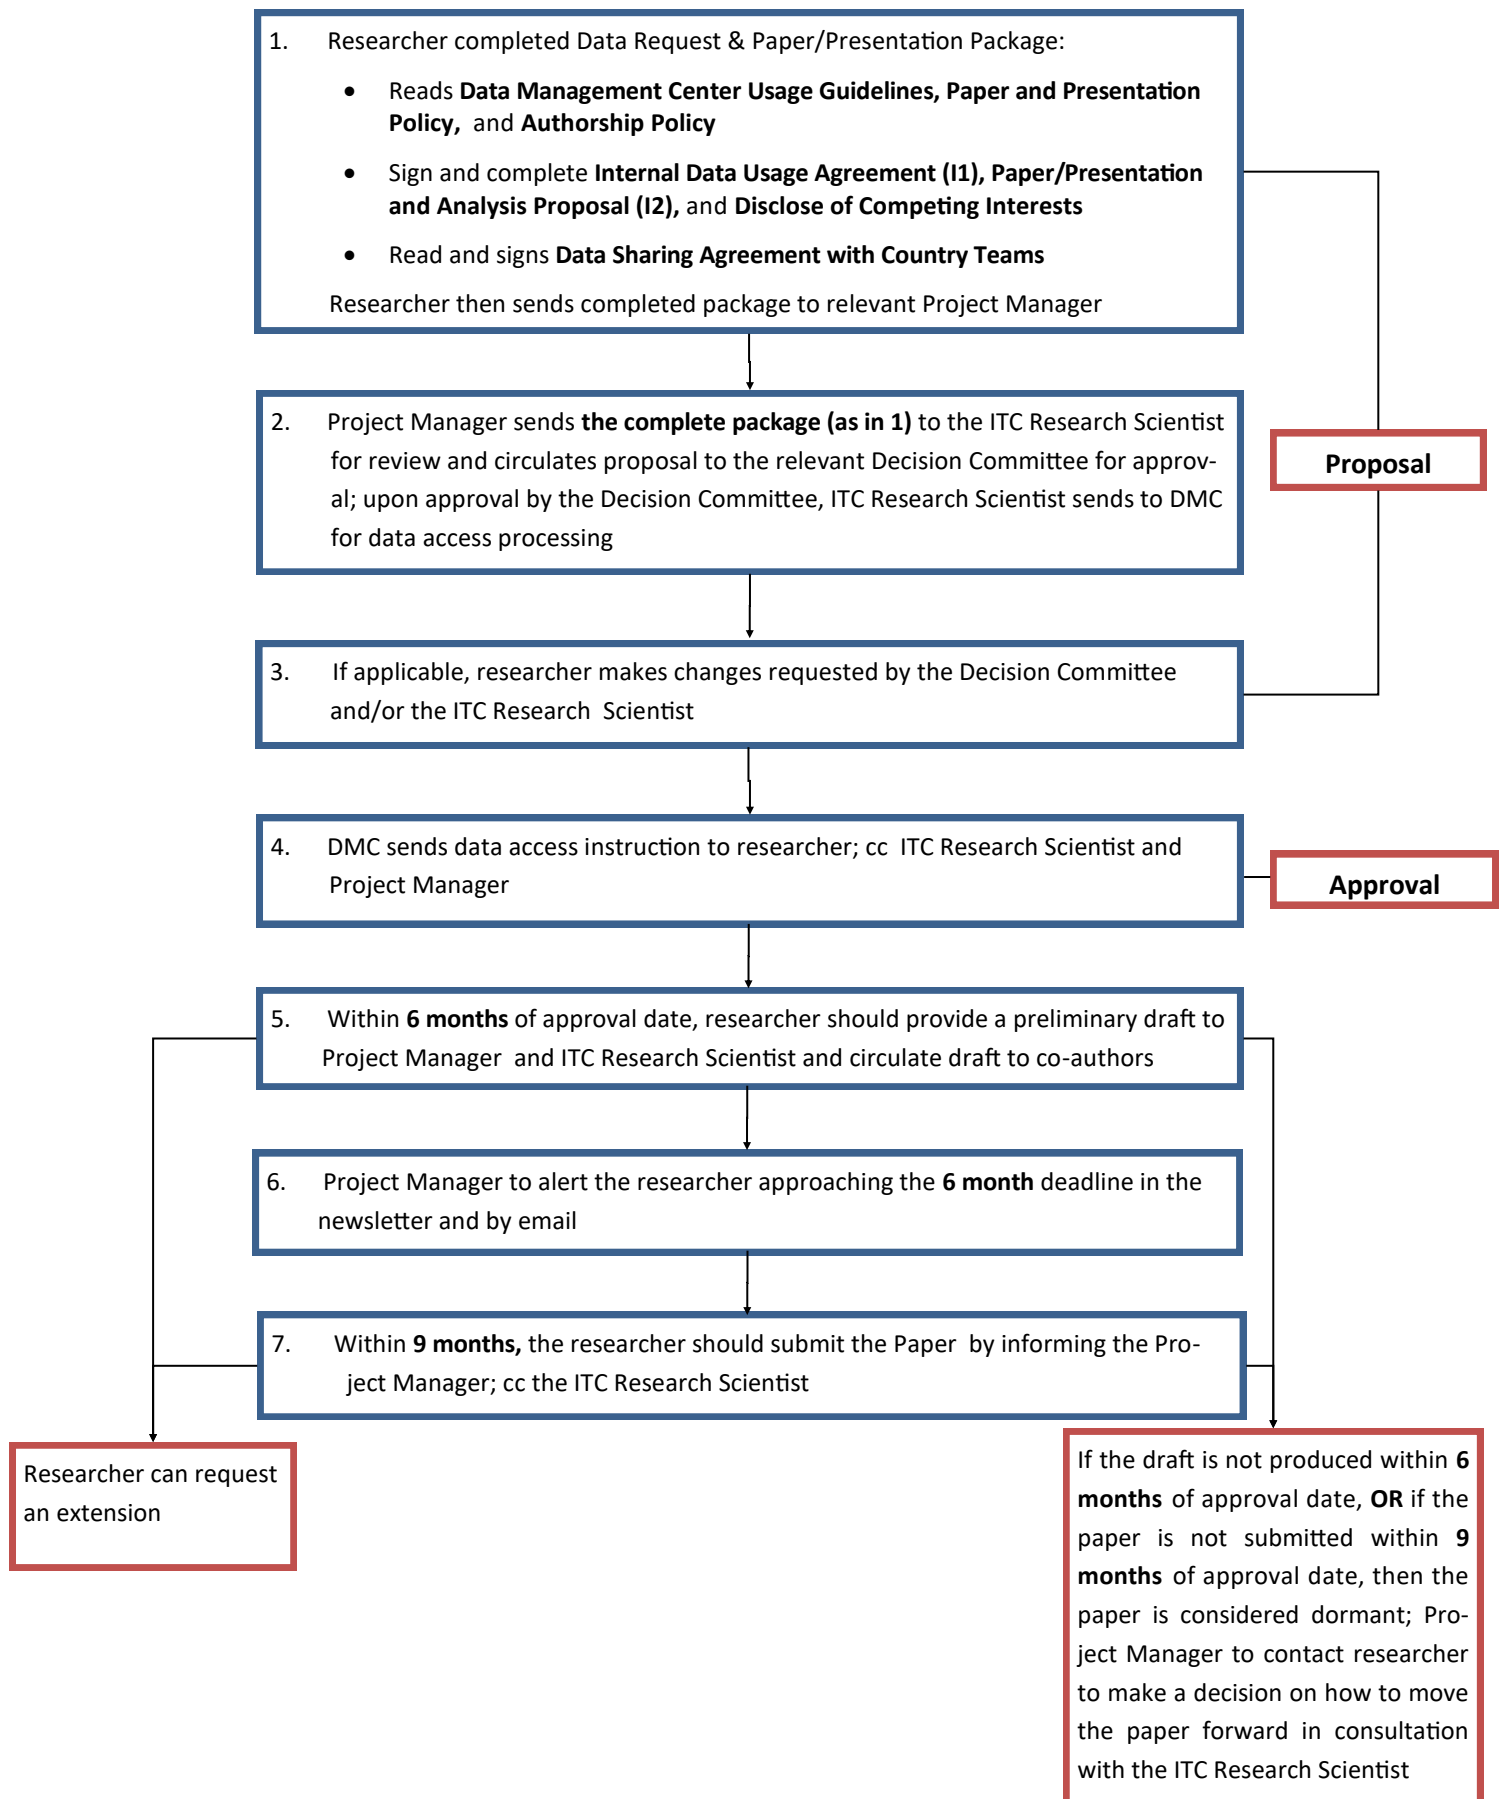 1. Researcher completed Data Request & Paper/Presentation Package:
• Reads Data Management Center Usage Guidelines, Paper and Presentation
Policy, and Authorship Policy
• Sign and complete Internal Data Usage Agreement (I1), Paper/Presentation
and Analysis Proposal (I2), and Disclose of Competing Interests
• Read and signs Data Sharing Agreement with Country Teams
Researcher then sends completed package to relevant Project Manager
2. Project Manager sends the complete package (as in 1) to the ITC Research Scientist
for review and circulates proposal to the relevant Decision Committee for approv-
al; upon approval by the Decision Committee, ITC Research Scientist sends to DMC
for data access processing
Proposal
3. If applicable, researcher makes changes requested by the Decision Committee
and/or the ITC Research Scientist
4. DMC sends data access instruction to researcher; cc ITC Research Scientist and
Project Manager
Approval
5. Within 6 months of approval date, researcher should provide a preliminary draft to
Project Manager and ITC Research Scientist and circulate draft to co-authors
6. Project Manager to alert the researcher approaching the 6 month deadline in the
newsletter and by email
7. Within 9 months, the researcher should submit the Paper by informing the Pro-
ject Manager; cc the ITC Research Scientist
Researcher can request
an extension
If the draft is not produced within 6
months of approval date, OR if the
paper is not submitted within 9
months of approval date, then the
paper is considered dormant; Pro-
ject Manager to contact researcher
to make a decision on how to move
the paper forward in consultation
with the ITC Research Scientist